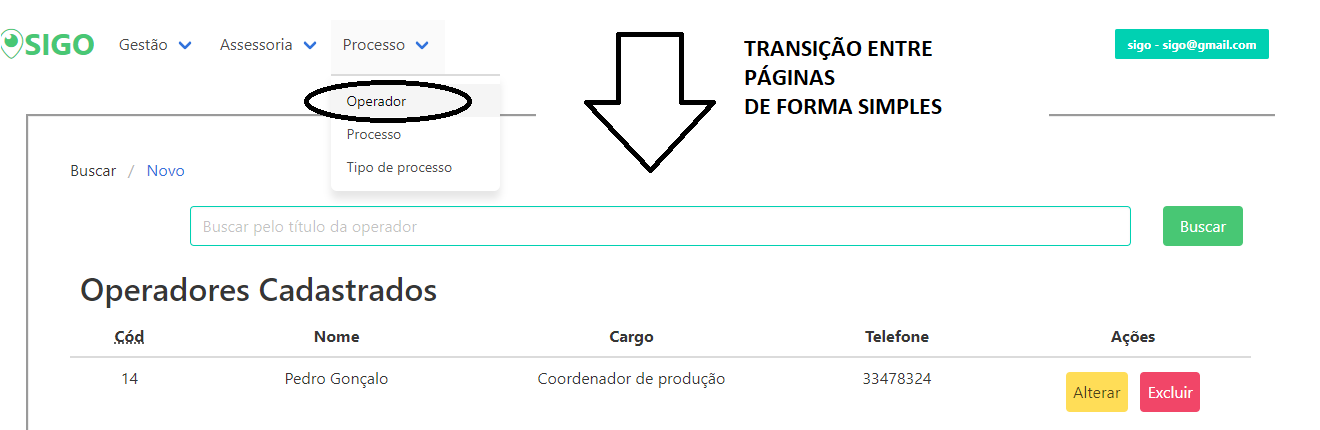 SIGO Gestão Assessoria Processo
TRANSIÇÃO ENTRE
PÁGINAS
DE FORMA SIMPLES
sigo - sigo@gmail.com
Operador
Processo
Tipo de processo
Buscar / Novo
Buscar pelo título da operador
Buscar
Operadores Cadastrados
Cód Nome Cargo Telefone Ações
14 Pedro Gonçalo Coordenador de produção 33478324 Alterar Excluir